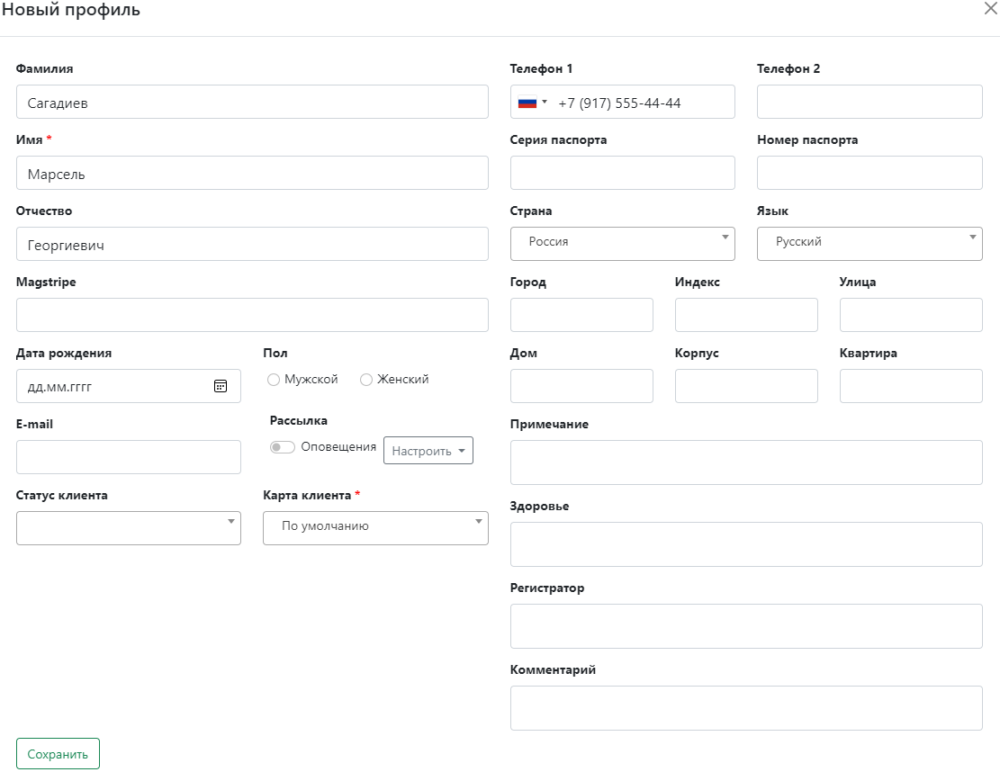 Новый профиль
Фамилия
Сагадиев
Имя *
Марсель
Отчество
Георгиевич
Magstripe
Дата рождения
дд.мм.гггг
Пол
Мужской Женский
E-mail
Рассылка
Оповещения Настроить
Статус клиента
Карта клиента *
По умолчанию
Телефон 1
+7 (917) 555-44-44
Телефон 2
Серия паспорта
Номер паспорта
Страна
Россия
Язык
Русский
Город
Индекс
Улица
Дом
Корпус
Квартира
Примечание
Здоровье
Регистратор
Комментарий
Сохранить